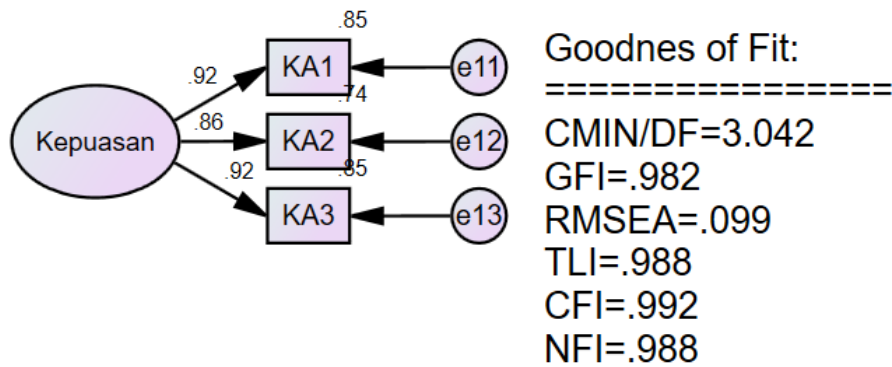 .85
.92
KA1
e11
.74
.86
Kepuasan
KA2
e12
.85
.92
KA3
e13
Goodnes of Fit:
================
CMIN/DF=3.042
GFI=.982
RMSEA=.099
TLI=.988
CFI=.992
NFI=.988